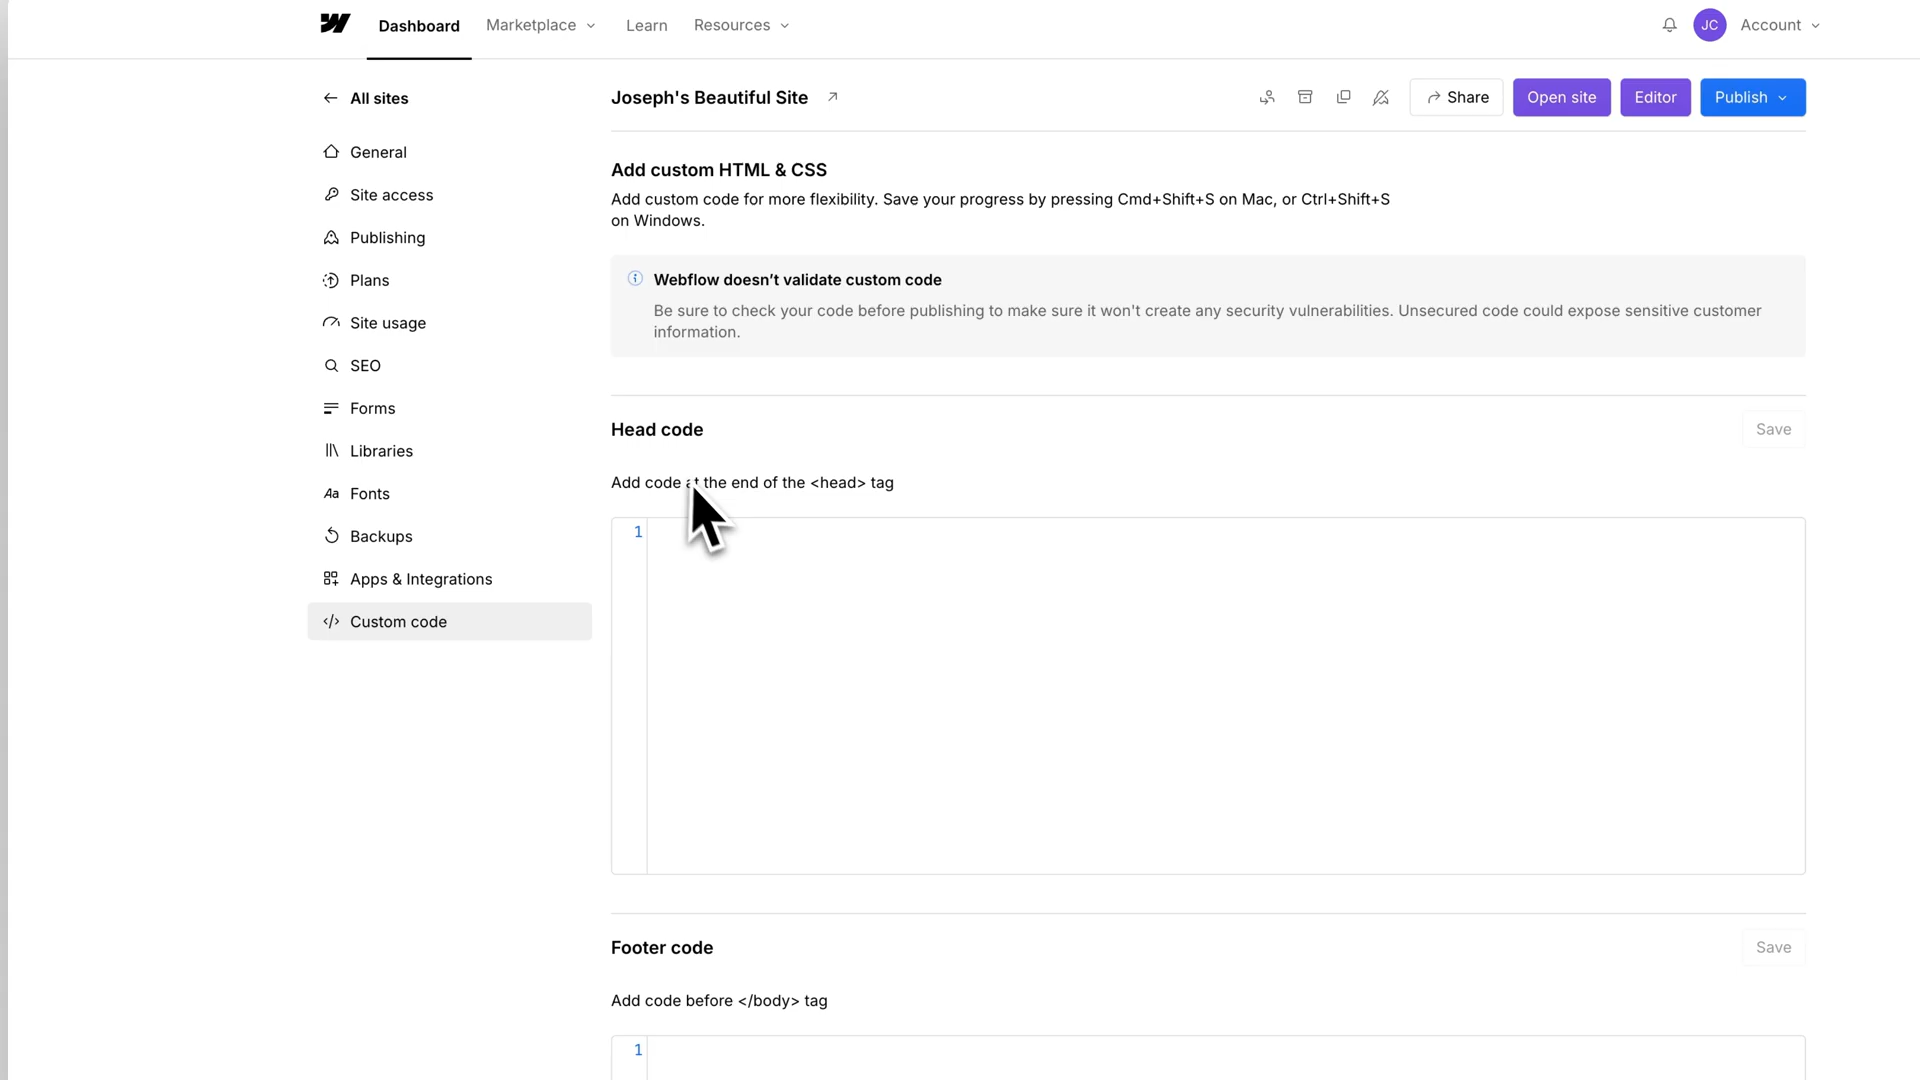 Dashboard
Marketplace
Learn
Resources
JC
Account
All sites
General
Site access
Publishing
Plans
Site usage
SEO
Forms
Libraries
Aa Fonts
Backups
Apps & Integrations
</> Custom code
Joseph's Beautiful Site
Share
Open site
Editor
Publish
Add custom HTML & CSS
Add custom code for more flexibility. Save your progress by pressing Cmd+Shift+S on Mac, or Ctrl+Shift+S
on Windows.
Webflow doesn’t validate custom code
Be sure to check your code before publishing to make sure it won't create any security vulnerabilities. Unsecured code could expose sensitive customer
information.
Head code
Save
Add code at the end of the <head> tag
1
Footer code
Save
Add code before </body> tag
1